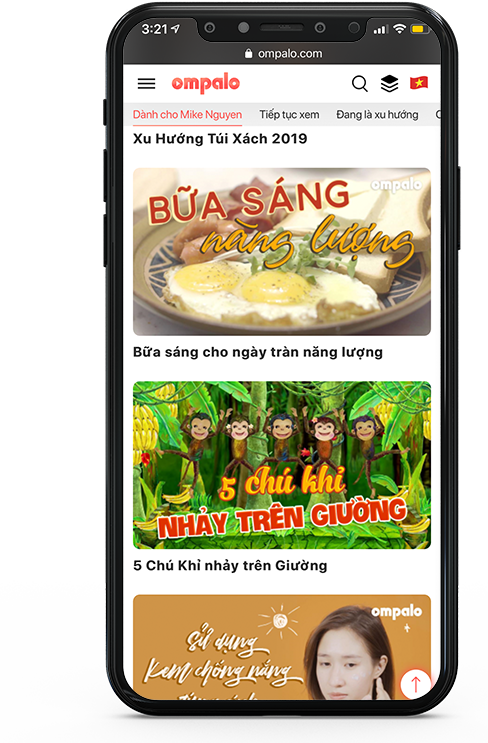 3:21
ompalo.com
ompalo
Dành cho Mike Nguyen Tiếp tục xem Đang là xu hướng
Xu Hướng Túi Xách 2019
ompalo
BỮA SÁNG
năng lượng
Bữa sáng cho ngày tràn năng lượng
ompalo
5 chú khỉ
NHẢY TRÊN GIƯỜNG
5 Chú Khỉ nhảy trên Giường
ompalo
Sử dụng
Kem chống nắng